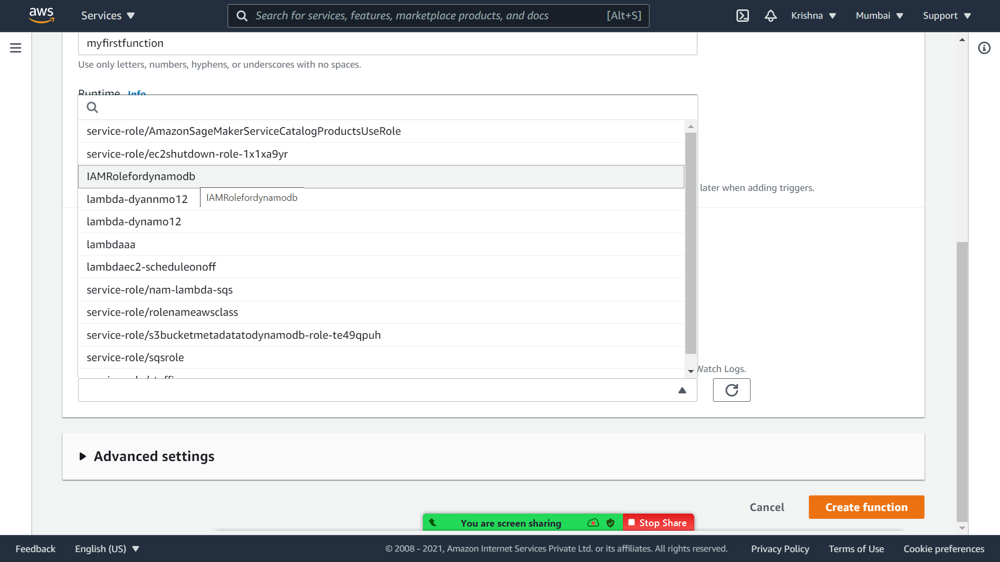 aws Services Search for services, features, marketplace products, and docs [Alt+S] Krishna Mumbai Support
myfirstfunction
Use only letters, numbers, hyphens, or underscores with no spaces.
Runtime Info
service-role/AmazonSageMakerServiceCatalogProductsUseRole
service-role/ec2shutdown-role-1x1xa9yr
IAMRolefordynamodb
later when adding triggers.
lambda-dyannmo12 IAMRolefordynamodb
lambda-dynamo12
lambdaaa
lambdaec2-scheduleonoff
service-role/nam-lambda-sqs
service-role/rolenameawsclass
service-role/s3bucketmetadatatodynamodb-role-te49qpuh
service-role/sqsrole
Watch Logs.
Advanced settings
Cancel Create function
You are screen sharing Stop Share
Feedback English (US) © 2008 - 2021, Amazon Internet Services Private Ltd. or its affiliates. All rights reserved. Privacy Policy Terms of Use Cookie preferences